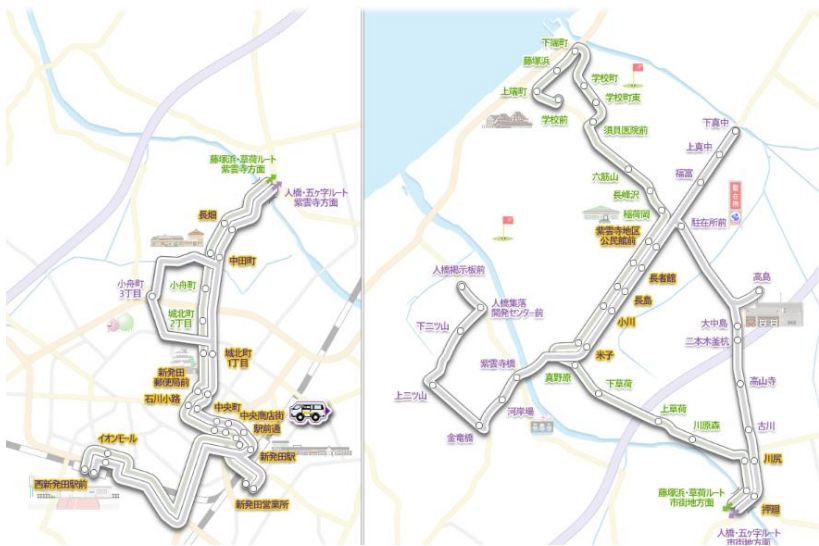 藤塚浜・草荷ルート
紫雲寺方面
人橋・五ヶ字ルート
紫雲寺方面
長畑
中田町
小舟町
3丁目
小舟町
城北町
2丁目
城北町
1丁目
新発田
郵便局前
石川小路
中央町
中央商店街
駅前通
イオンモール
新発田駅
西新発田駅前
新発田営業所
下端町
藤塚浜
学校町
上端町
学校町東
学校前
須貝医院前
下真中
上真中
六筋山
福富
長峰沢
駐在所
稲荷岡
駐在所前
紫雲寺地区
公民館前
人橋掲示板前
長者館
高島
長島
人橋集落
開発センター前
小川
大中島
下二ツ山
二本木釜杭
紫雲寺橋
米子
真野原
下草荷
高山寺
上二ツ山
河岸場
上草荷
金竜橋
川原森
古川
川尻
藤塚浜・草荷ルート
市街地方面
押廻
人橋・五ヶ字ルート
市街地方面